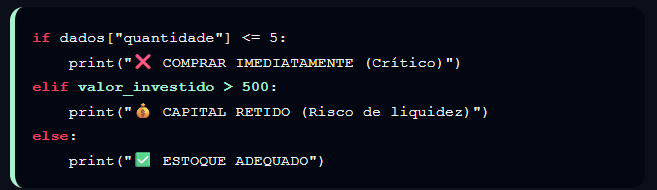 if dados["quantidade"] <= 5:
    print("❌ COMPRAR IMEDIATAMENTE (Crítico)")
elif valor_investido > 500:
    print("💰 CAPITAL RETIDO (Risco de liquidez)")
else:
    print("✅ ESTOQUE ADEQUADO")